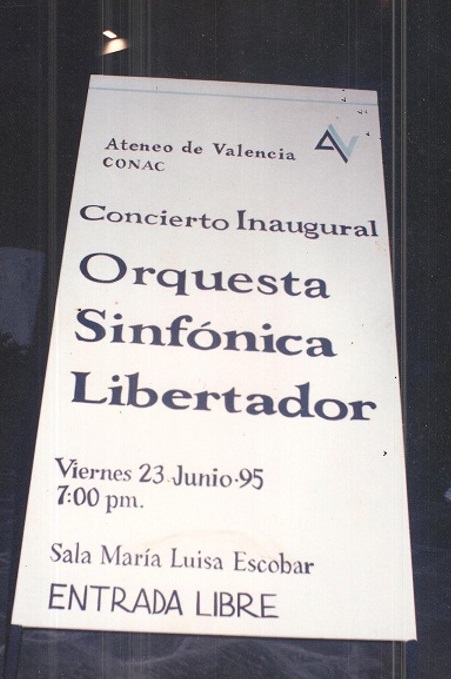 Ateneo de Valencia
CONAC
Concierto Inaugural
Orquesta
Sinfónica
Libertador
Viernes 23 Junio·95
7:00 pm.
Sala María Luisa Escobar
ENTRADA LIBRE